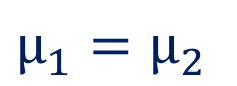 μ₁ = μ₂